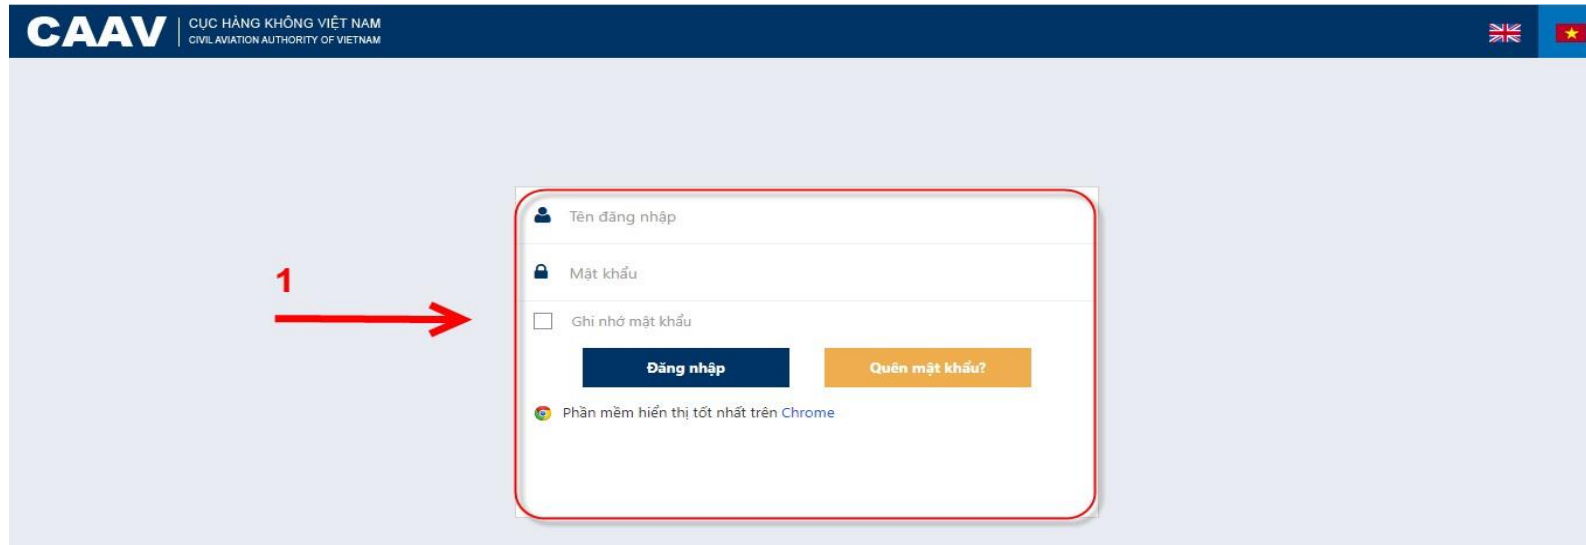 CAAV
CỤC HÀNG KHÔNG VIỆT NAM
CIVIL AVIATION AUTHORITY OF VIETNAM
Tên đăng nhập
1
Mật khẩu
Ghi nhớ mật khẩu
Đăng nhập Quên mật khẩu?
Phần mềm hiển thị tốt nhất trên Chrome